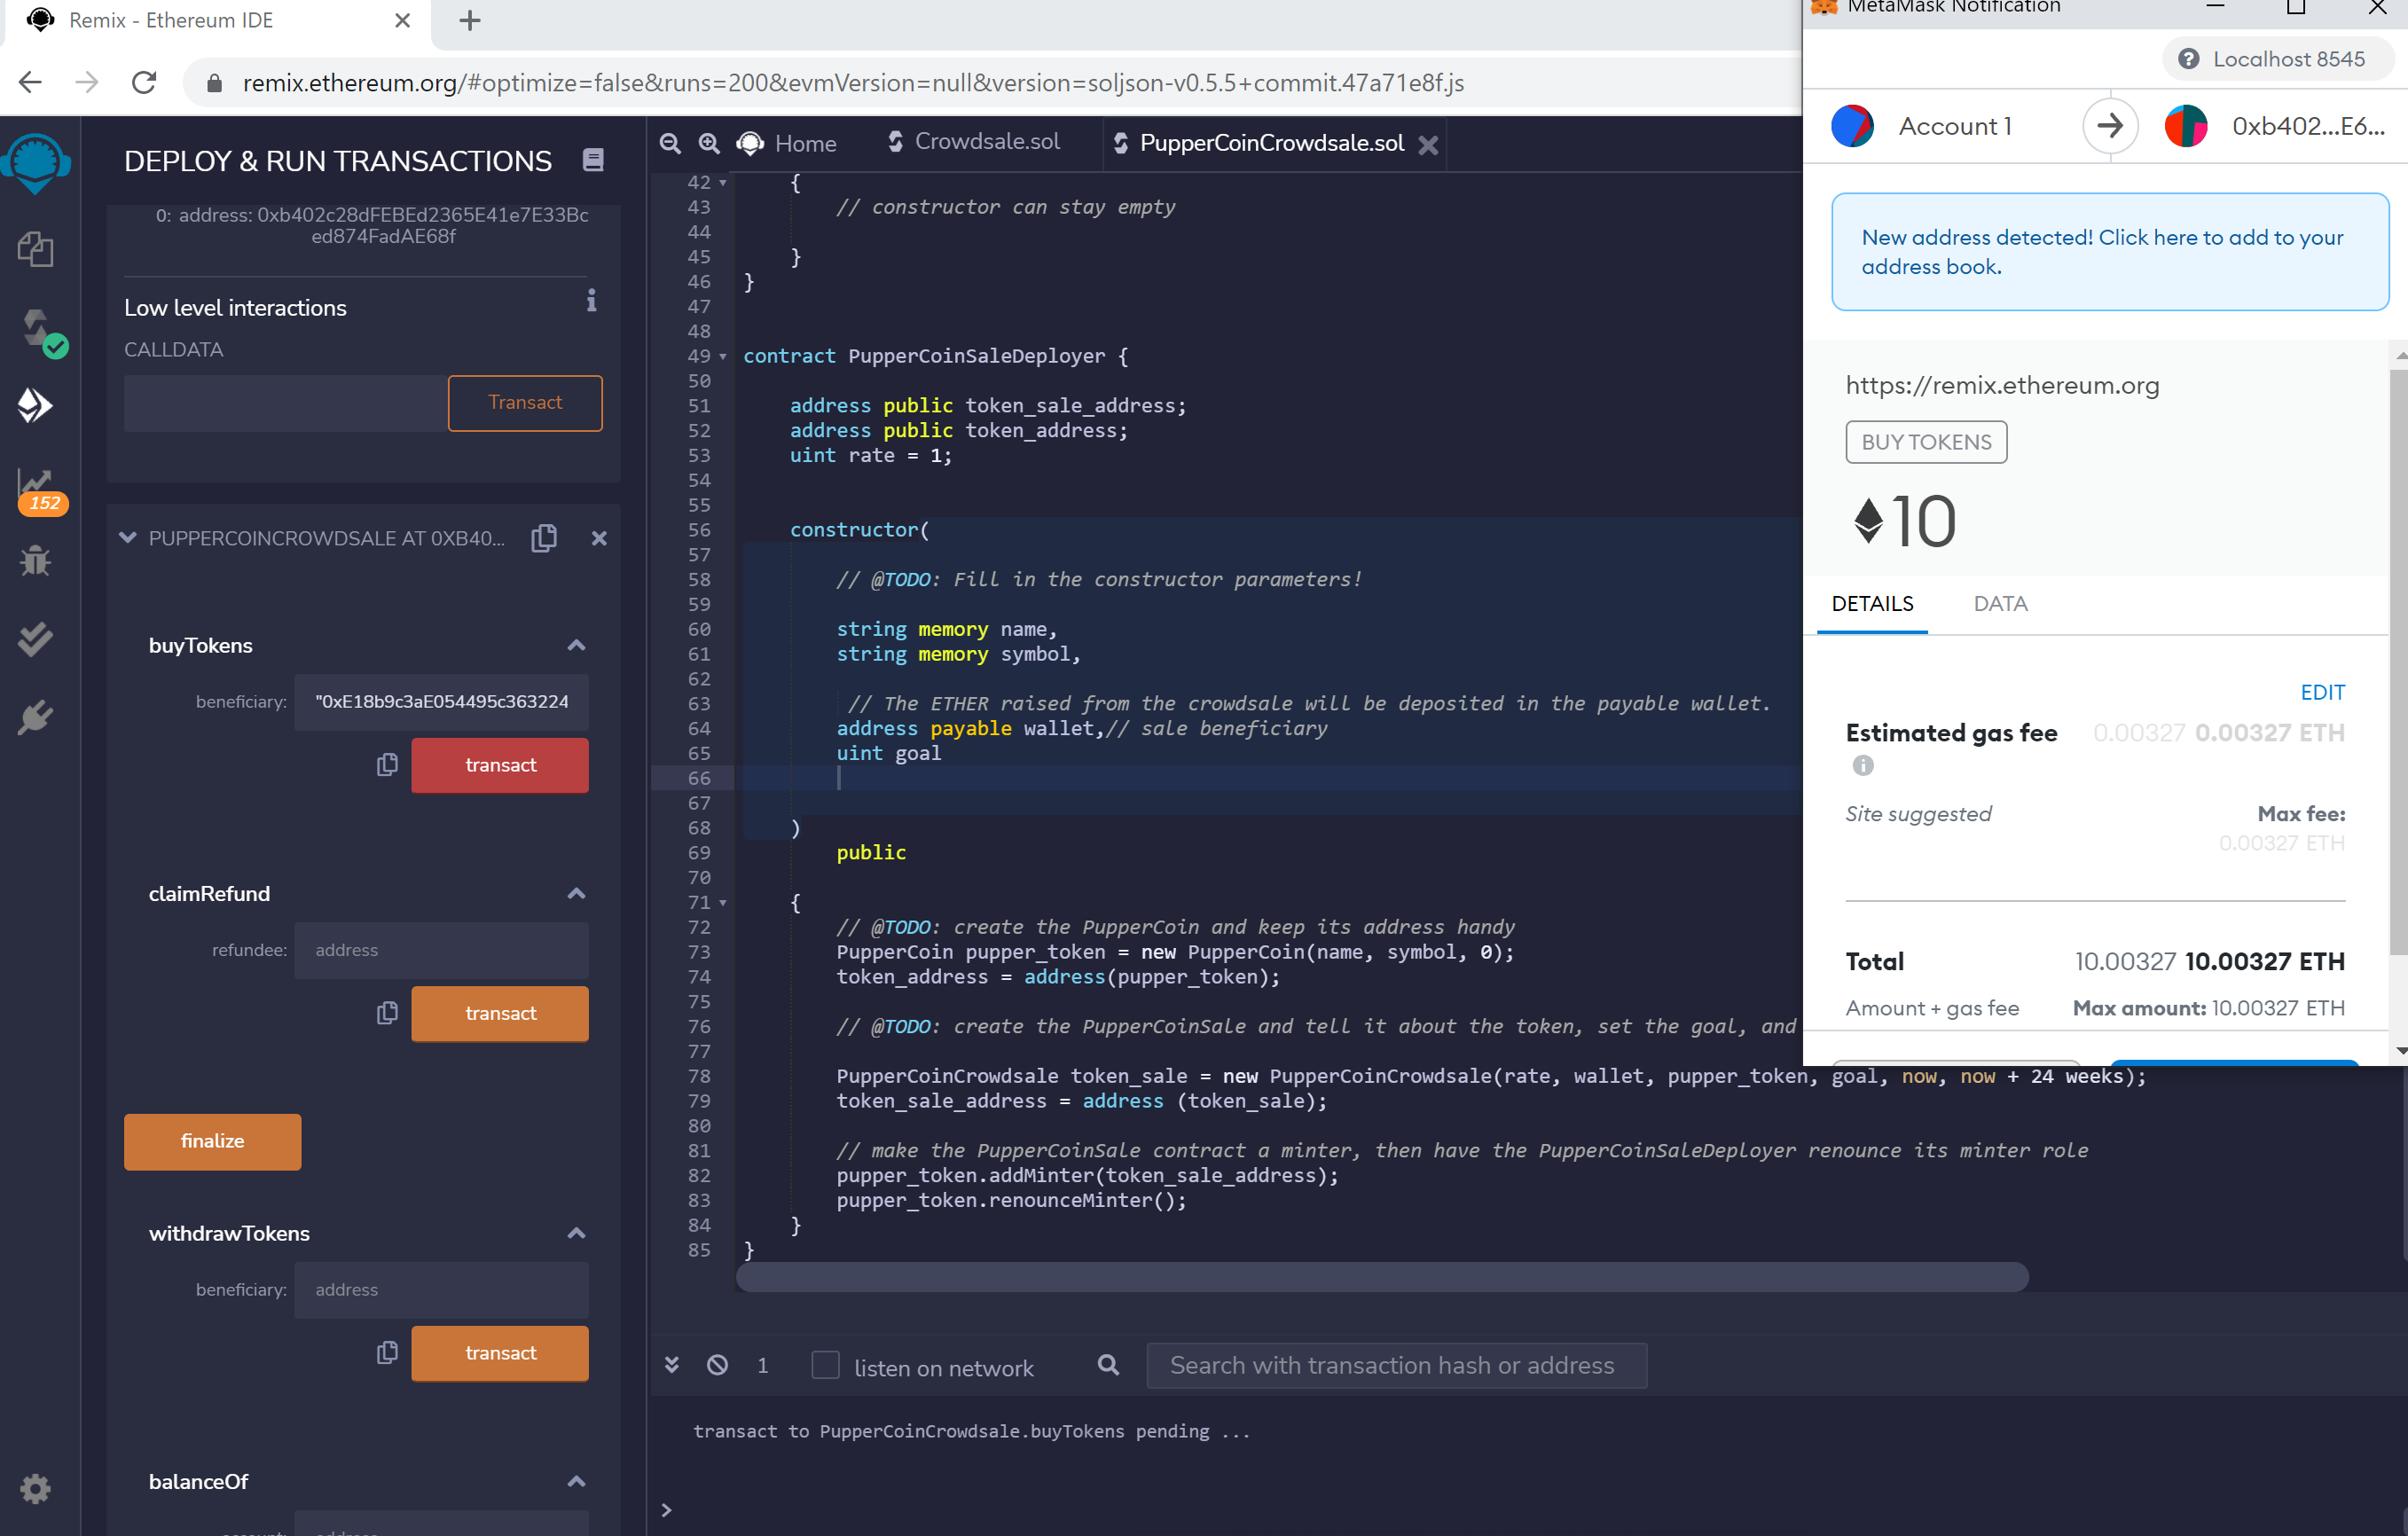 Remix - Ethereum IDE
remix.ethereum.org/#optimize=false&runs=200&evmVersion=null&version=soljson-v0.5.5+commit.47a71e8f.js
DEPLOY & RUN TRANSACTIONS
0: address: 0xb402c28dFEBEd2365E41e7E33Bc
ed874FadAE68f
Low level interactions
CALLDATA
Transact
152
PUPPERCOINCROWDSALE AT 0XB40...
buyTokens
beneficiary: "0xE18b9c3aE054495c363224
transact
claimRefund
refundee: address
transact
finalize
withdrawTokens
beneficiary: address
transact
balanceOf
Home
Crowdsale.sol
PupperCoinCrowdsale.sol
42 {
43 // constructor can stay empty
44
45 }
46 }
47
48
49 contract PupperCoinSaleDeployer {
50
51 address public token_sale_address;
52 address public token_address;
53 uint rate = 1;
54
55
56 constructor(
57
58 // @TODO: Fill in the constructor parameters!
59
60 string memory name,
61 string memory symbol,
62
63 // The ETHER raised from the crowdsale will be deposited in the payable wallet.
64 address payable wallet,// sale beneficiary
65 uint goal
66
67
68 )
69 public
70
71 {
72 // @TODO: create the PupperCoin and keep its address handy
73 PupperCoin pupper_token = new PupperCoin(name, symbol, 0);
74 token_address = address(pupper_token);
75
76 // @TODO: create the PupperCoinSale and tell it about the token, set the goal, and
77
78 PupperCoinCrowdsale token_sale = new PupperCoinCrowdsale(rate, wallet, pupper_token, goal, now, now + 24 weeks);
79 token_sale_address = address (token_sale);
80
81 // make the PupperCoinSale contract a minter, then have the PupperCoinSaleDeployer renounce its minter role
82 pupper_token.addMinter(token_sale_address);
83 pupper_token.renounceMinter();
84 }
85 }
1
listen on network
Search with transaction hash or address
transact to PupperCoinCrowdsale.buyTokens pending ...
>
MetaMask Notification
Localhost 8545
Account 1
0xb402...E6...
New address detected! Click here to add to your
address book.
https://remix.ethereum.org
BUY TOKENS
10
DETAILS
DATA
EDIT
Estimated gas fee 0.00327 0.00327 ETH
Site suggested Max fee:
0.00327 ETH
Total 10.00327 10.00327 ETH
Amount + gas fee Max amount: 10.00327 ETH